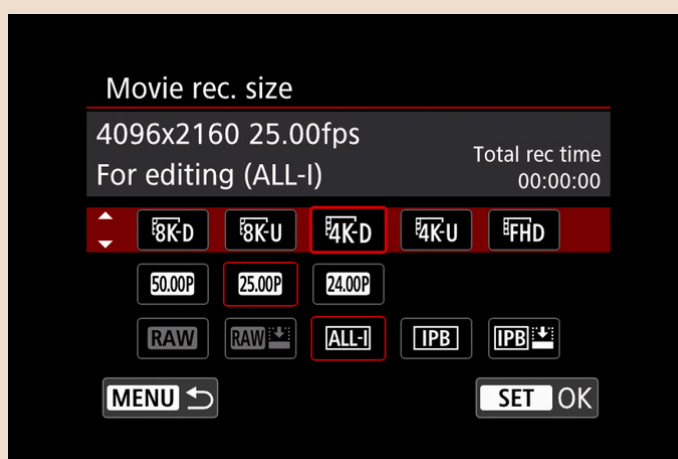 Movie rec. size
4096x2160 25.00fps
For editing (ALL-I)
Total rec time
00:00:00
8K-D 8K-U 4K-D 4K-U FHD
50.00P 25.00P 24.00P
RAW RAW ALL-I IPB IPB
MENU SET OK